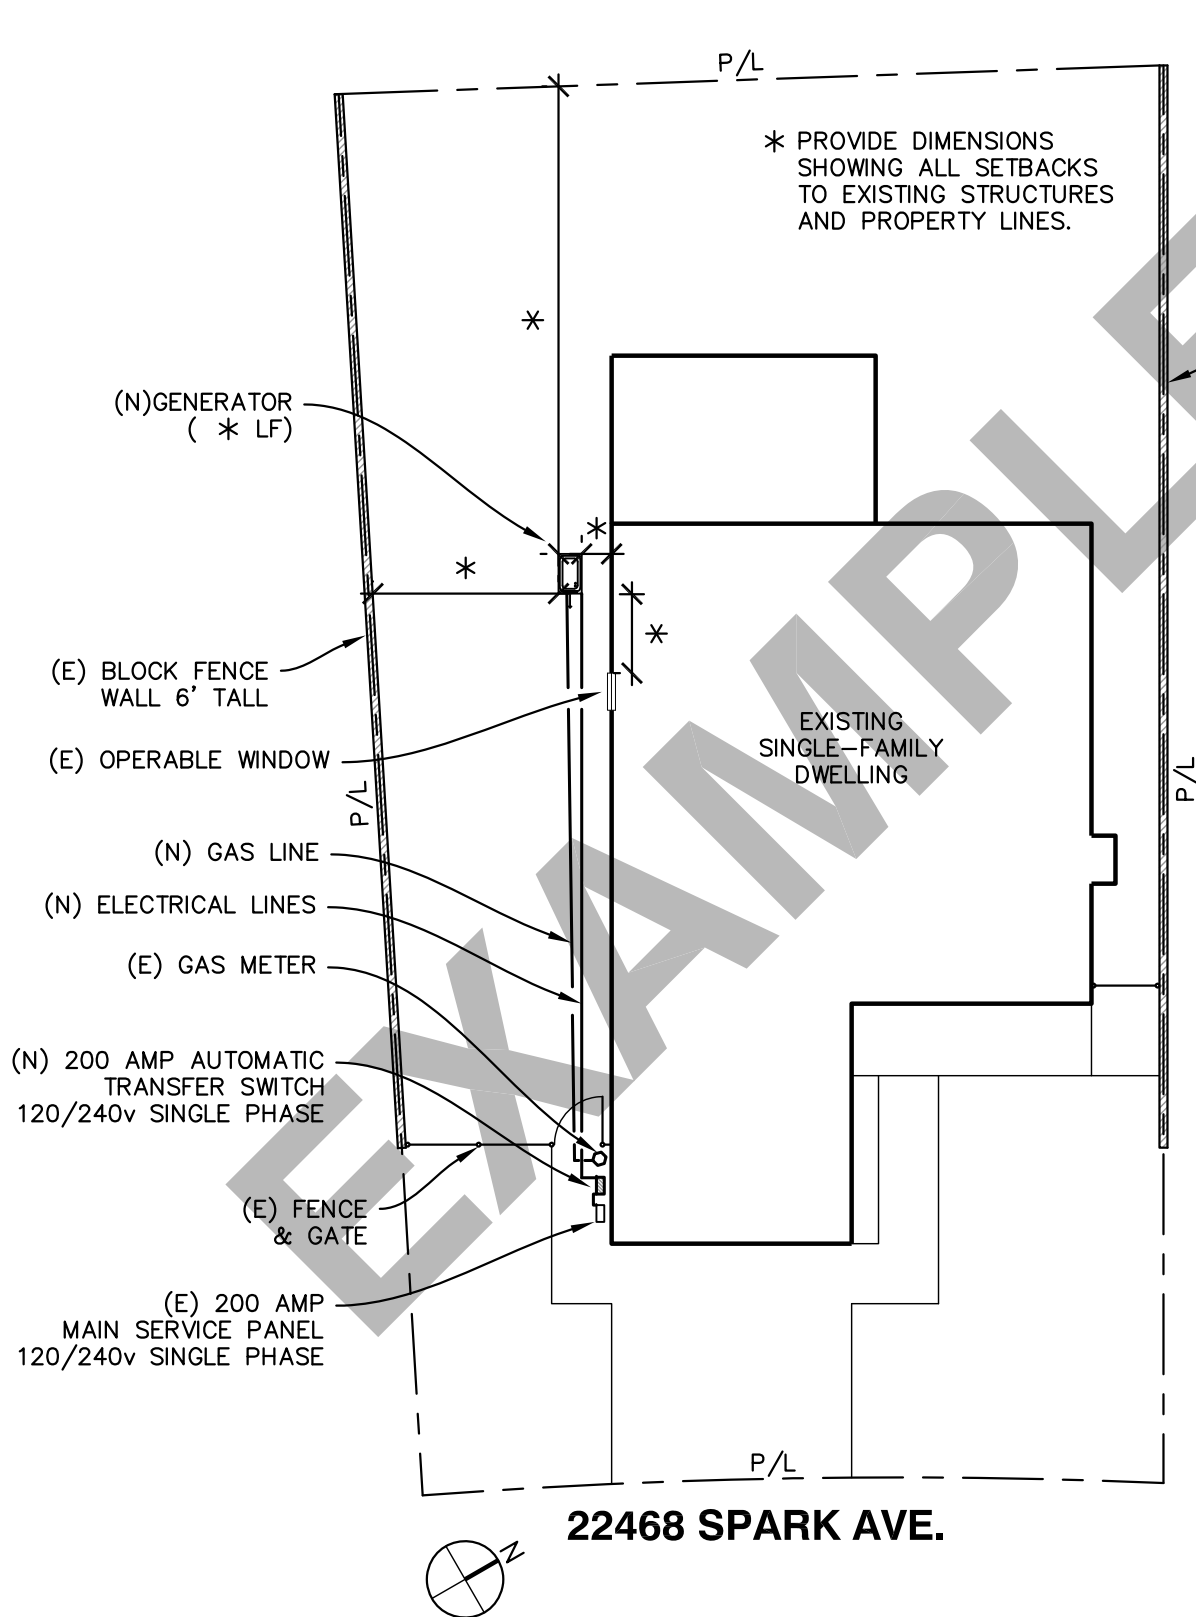 P/L
* PROVIDE DIMENSIONS
SHOWING ALL SETBACKS
TO EXISTING STRUCTURES
AND PROPERTY LINES.
*
(N)GENERATOR
( * LF)
*
*
*
(E) BLOCK FENCE
WALL 6' TALL
(E) OPERABLE WINDOW
EXISTING
SINGLE-FAMILY
DWELLING
P/L
P/L
(N) GAS LINE
(N) ELECTRICAL LINES
(E) GAS METER
(N) 200 AMP AUTOMATIC
TRANSFER SWITCH
120/240v SINGLE PHASE
(E) FENCE
& GATE
(E) 200 AMP
MAIN SERVICE PANEL
120/240v SINGLE PHASE
P/L
22468 SPARK AVE.
N
EXAMPLE